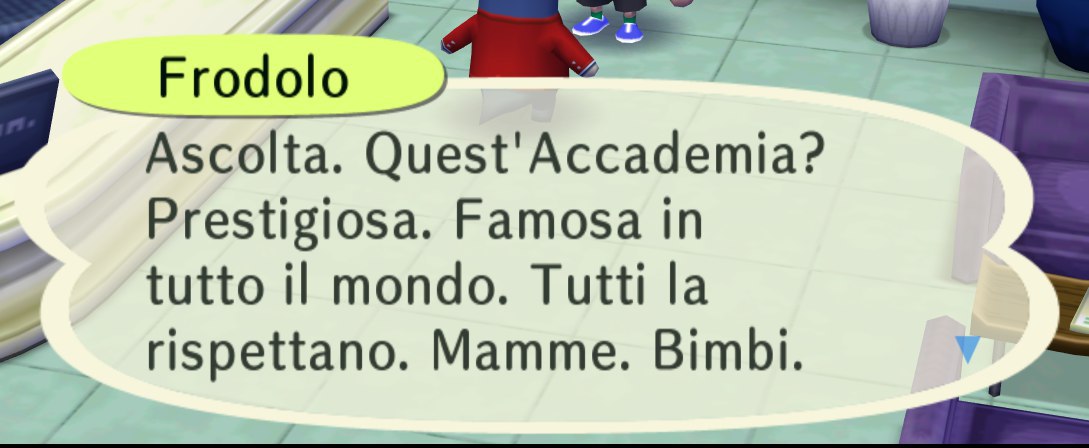 Frodolo
Ascolta. Quest'Accademia?
Prestigiosa. Famosa in
tutto il mondo. Tutti la
rispettano. Mamme. Bimbi.